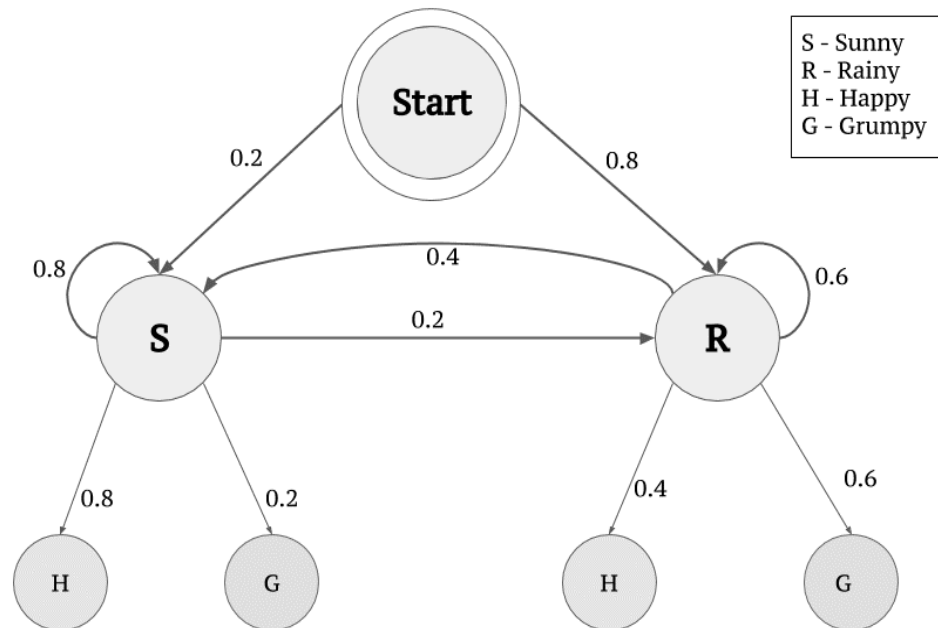 Start
S - Sunny
R - Rainy
H - Happy
G - Grumpy
0.2
0.8
0.8
0.4
0.6
0.2
S
R
0.8
0.2
0.4
0.6
H
G
H
G